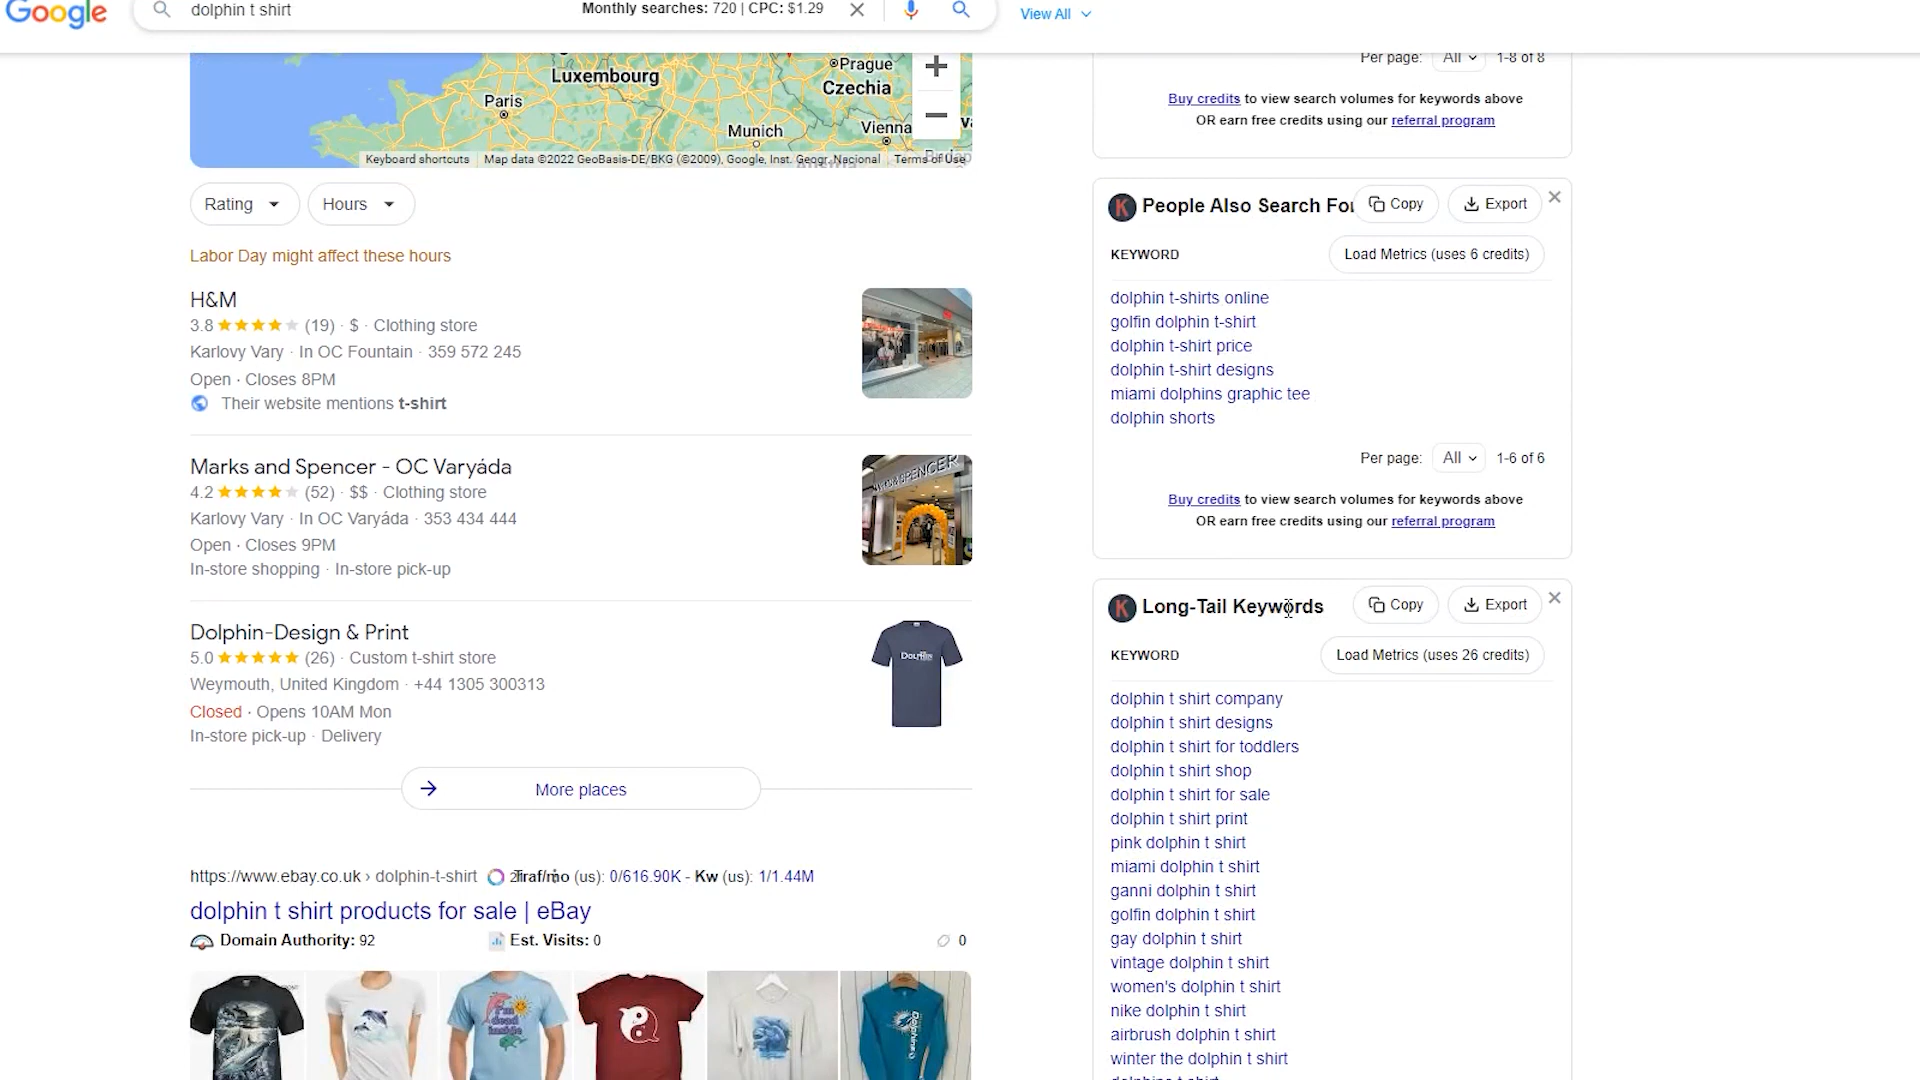 Google
dolphin t shirt
Monthly searches: 720 | CPC: $1.29
View All
Luxembourg
Prague
Czechia
Paris
Munich
Vienna
Keyboard shortcuts
Map data ©2022 GeoBasis-DE/BKG (©2009), Google, Inst. Geogr. Nacional
Terms of Use
Rating
Hours
Labor Day might affect these hours
H&M
3.8 (19) · $ · Clothing store
Karlovy Vary · In OC Fountain · 359 572 245
Open · Closes 8PM
Their website mentions t-shirt
Marks and Spencer - OC Varyáda
4.2 (52) · $$ · Clothing store
Karlovy Vary · In OC Varyáda · 353 434 444
Open · Closes 9PM
In-store shopping · In-store pick-up
Dolphin-Design & Print
5.0 (26) · Custom t-shirt store
Weymouth, United Kingdom · +44 1305 300313
Closed · Opens 10AM Mon
In-store pick-up · Delivery
More places
https://www.ebay.co.uk › dolphin-t-shirt
Traf/mo (us): 0/616.90K - Kw (us): 1/1.44M
dolphin t shirt products for sale | eBay
Domain Authority: 92
Est. Visits: 0
0
I'm dead inside
Per page: All 1-8 of 8
Buy credits to view search volumes for keywords above
OR earn free credits using our referral program
K People Also Search For
Copy
Export
KEYWORD
Load Metrics (uses 6 credits)
dolphin t-shirts online
golfin dolphin t-shirt
dolphin t-shirt price
dolphin t-shirt designs
miami dolphins graphic tee
dolphin shorts
Per page: All 1-6 of 6
Buy credits to view search volumes for keywords above
OR earn free credits using our referral program
K Long-Tail Keywords
Copy
Export
KEYWORD
Load Metrics (uses 26 credits)
dolphin t shirt company
dolphin t shirt designs
dolphin t shirt for toddlers
dolphin t shirt shop
dolphin t shirt for sale
dolphin t shirt print
pink dolphin t shirt
miami dolphin t shirt
ganni dolphin t shirt
golfin dolphin t shirt
gay dolphin t shirt
vintage dolphin t shirt
women's dolphin t shirt
nike dolphin t shirt
airbrush dolphin t shirt
winter the dolphin t shirt